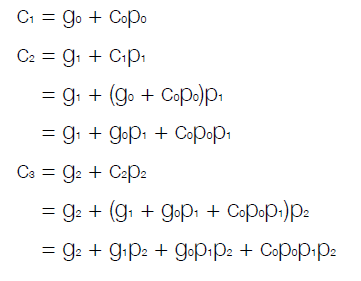 C₁ = g₀ + C₀p₀
C₂ = g₁ + C₁p₁
= g₁ + (g₀ + C₀p₀)p₁
= g₁ + g₀p₁ + C₀p₀p₁
C₃ = g₂ + C₂p₂
= g₂ + (g₁ + g₀p₁ + C₀p₀p₁)p₂
= g₂ + g₁p₂ + g₀p₁p₂ + C₀p₀p₁p₂